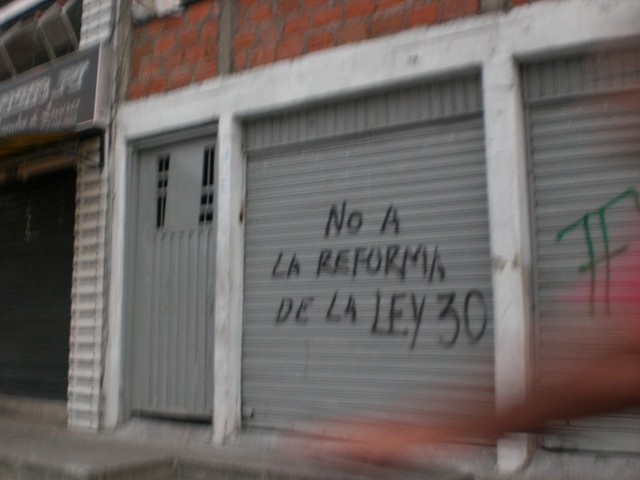 No A
LA REFORMA
DE LA LEY 30